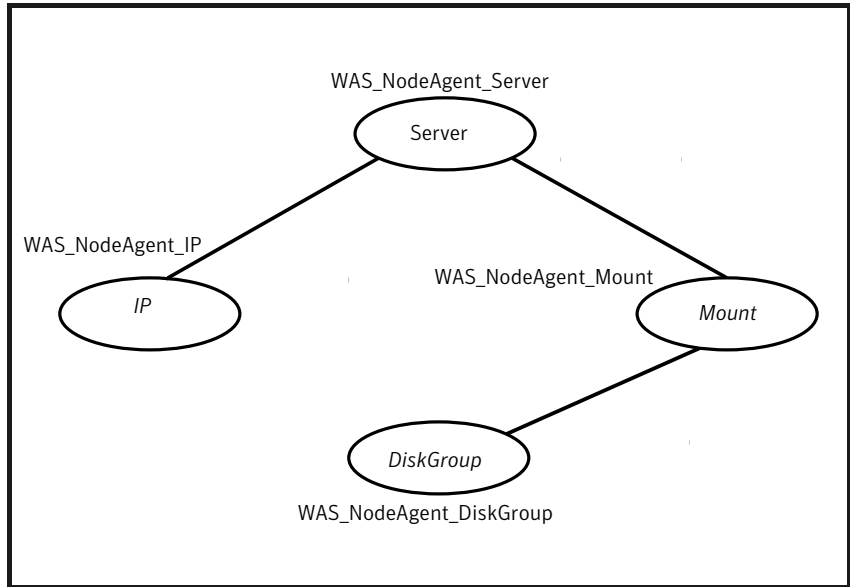 WAS_NodeAgent_Server
Server
WAS_NodeAgent_IP
IP
WAS_NodeAgent_Mount
Mount
DiskGroup
WAS_NodeAgent_DiskGroup